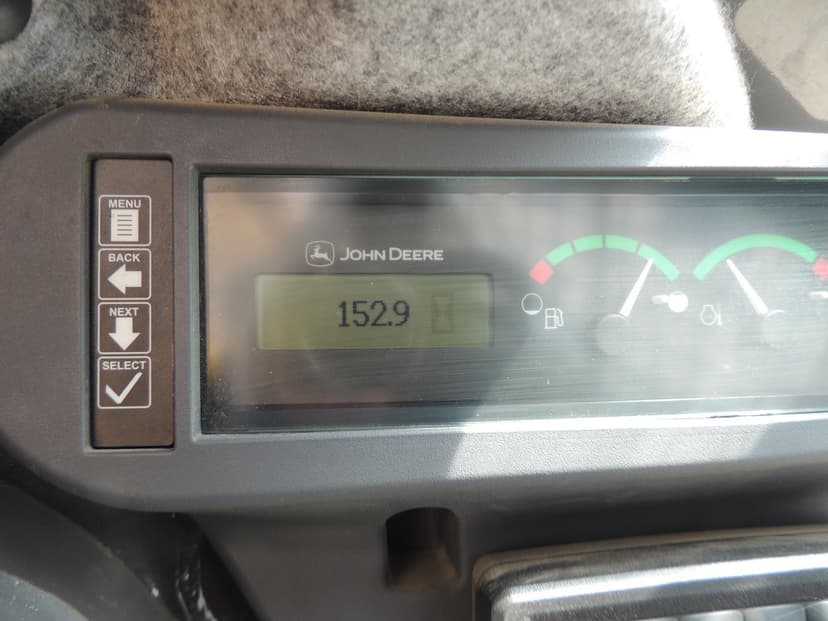 MENU
BACK
NEXT
SELECT
JOHN DEERE
152.9